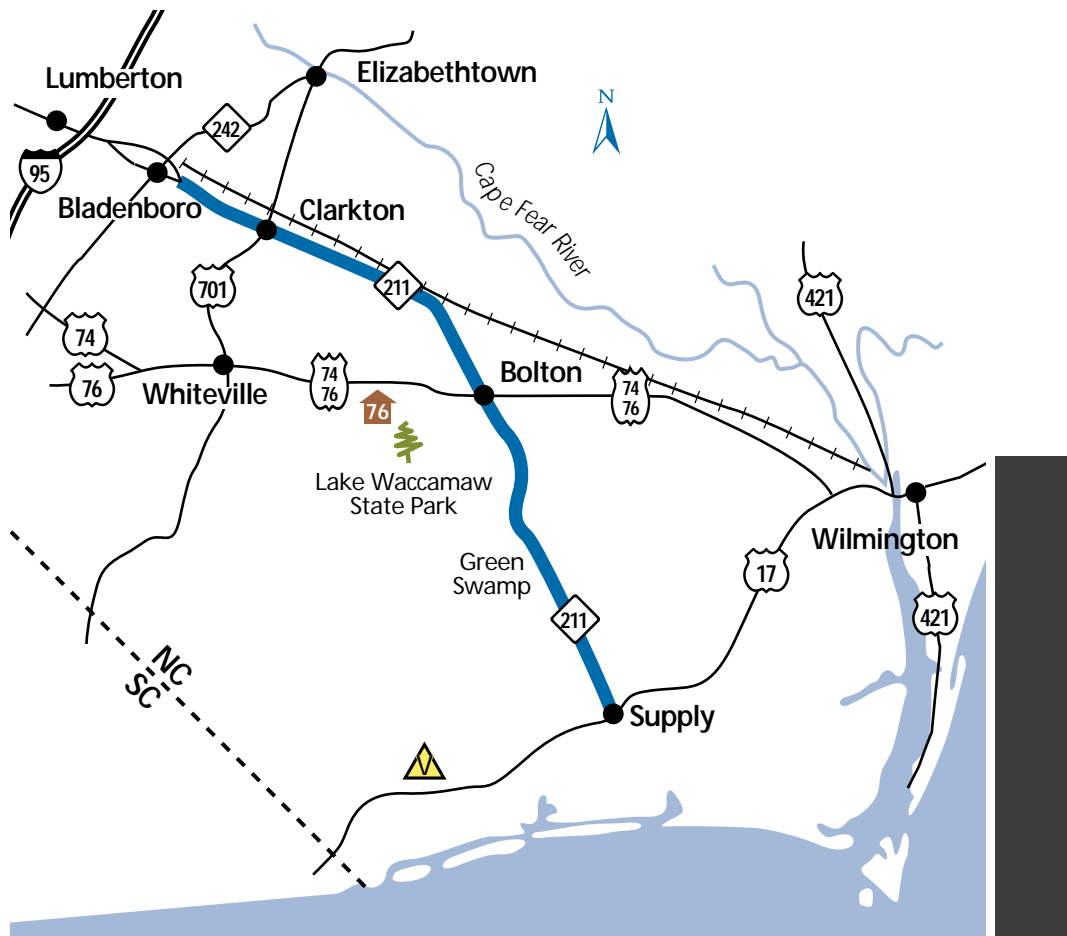 Lumberton
Elizabethtown
N
242
95
Cape Fear River
Bladenboro
Clarkton
701
211
421
74
76
Whiteville
74
76
Bolton
74
76
76
Lake Waccamaw
State Park
Wilmington
Green
Swamp
17
211
421
NC
SC
Supply
V